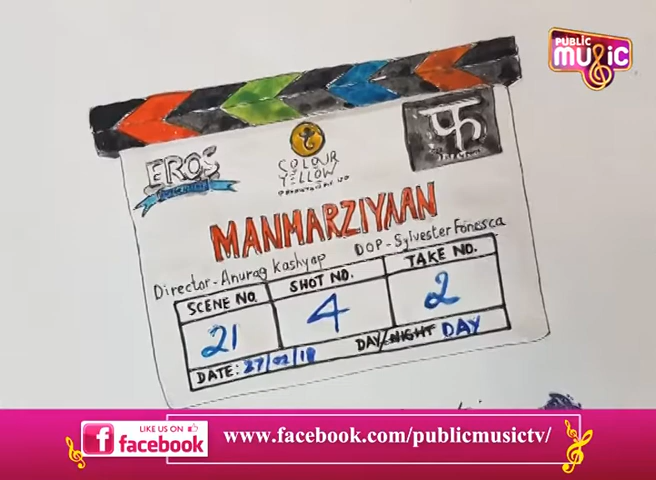 PUBLIC
music
EROS
COLOUR
YELLOW
फ
MANMARZIYAAN
Director - Anurag Kashyap
DOP - Sylvester Fonseca
SCENE NO.
SHOT NO.
TAKE NO.
21
4
2
DATE: 27/02/18
DAY/NIGHT DAY
LIKE US ON
facebook
www.facebook.com/publicmusictv/